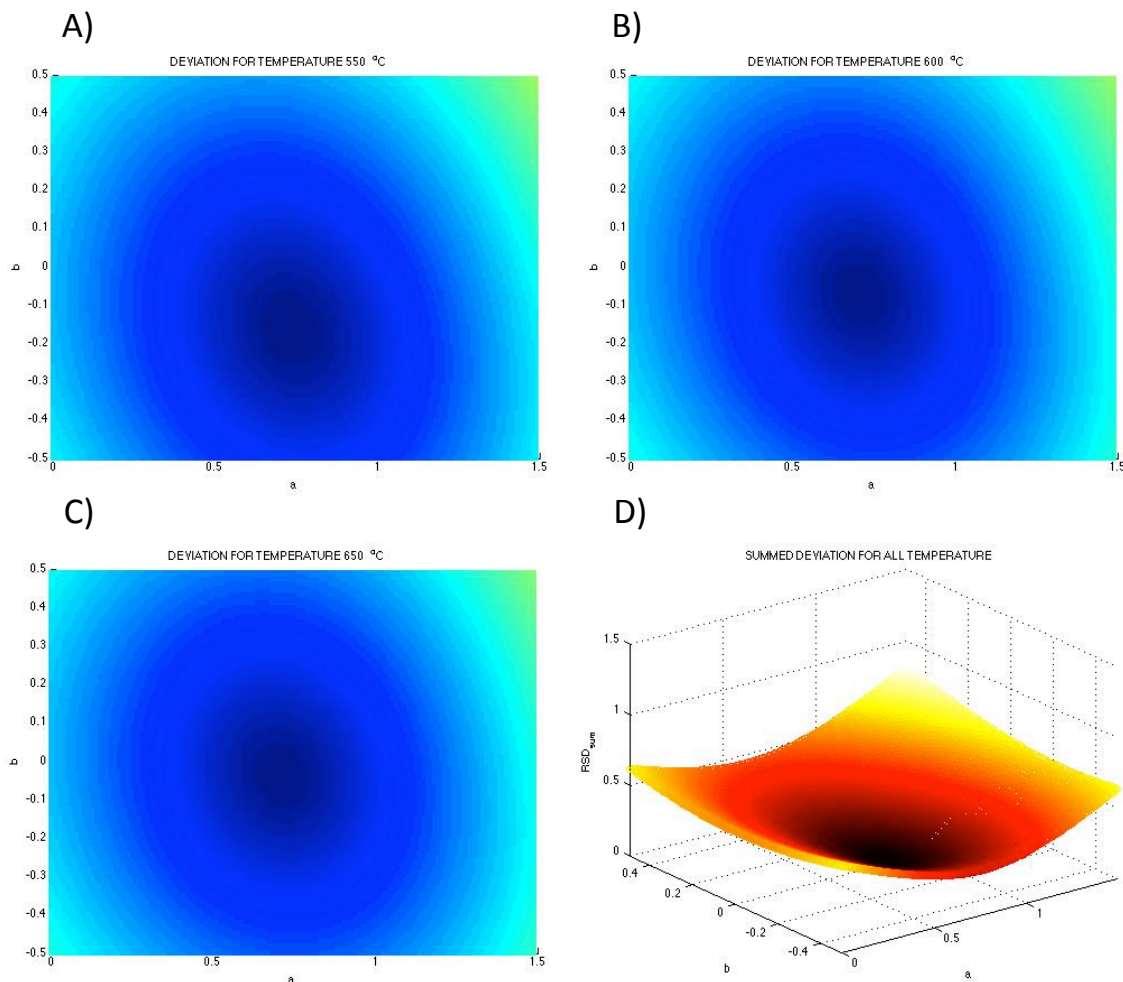 A)
DEVIATION FOR TEMPERATURE 550 °C
0.5
0.4
0.3
0.2
0.1
0
-0.1
-0.2
-0.3
-0.4
-0.5
b
0 0.5 1 1.5
a
B)
DEVIATION FOR TEMPERATURE 600 °C
0.5
0.4
0.3
0.2
0.1
0
-0.1
-0.2
-0.3
-0.4
-0.5
b
0 0.5 1 1.5
a
C)
DEVIATION FOR TEMPERATURE 650 °C
0.5
0.4
0.3
0.2
0.1
0
-0.1
-0.2
-0.3
-0.4
-0.5
b
0 0.5 1 1.5
a
D)
SUMMED DEVIATION FOR ALL TEMPERATURE
1.5
1
0.5
0
RSD sum
0.4 0.2 0 -0.2 -0.4
b
0 0.5 1
a